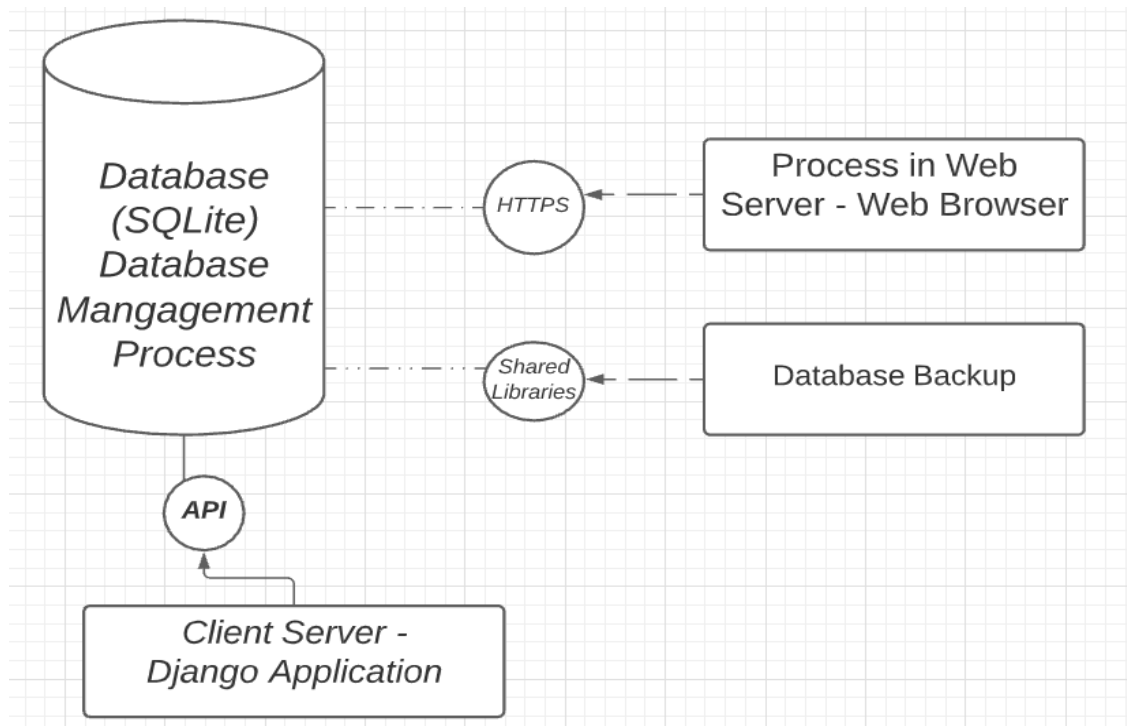 Database
(SQLite)
Database
Mangagement
Process
HTTPS
Process in Web
Server - Web Browser
Shared
Libraries
Database Backup
API
Client Server -
Django Application